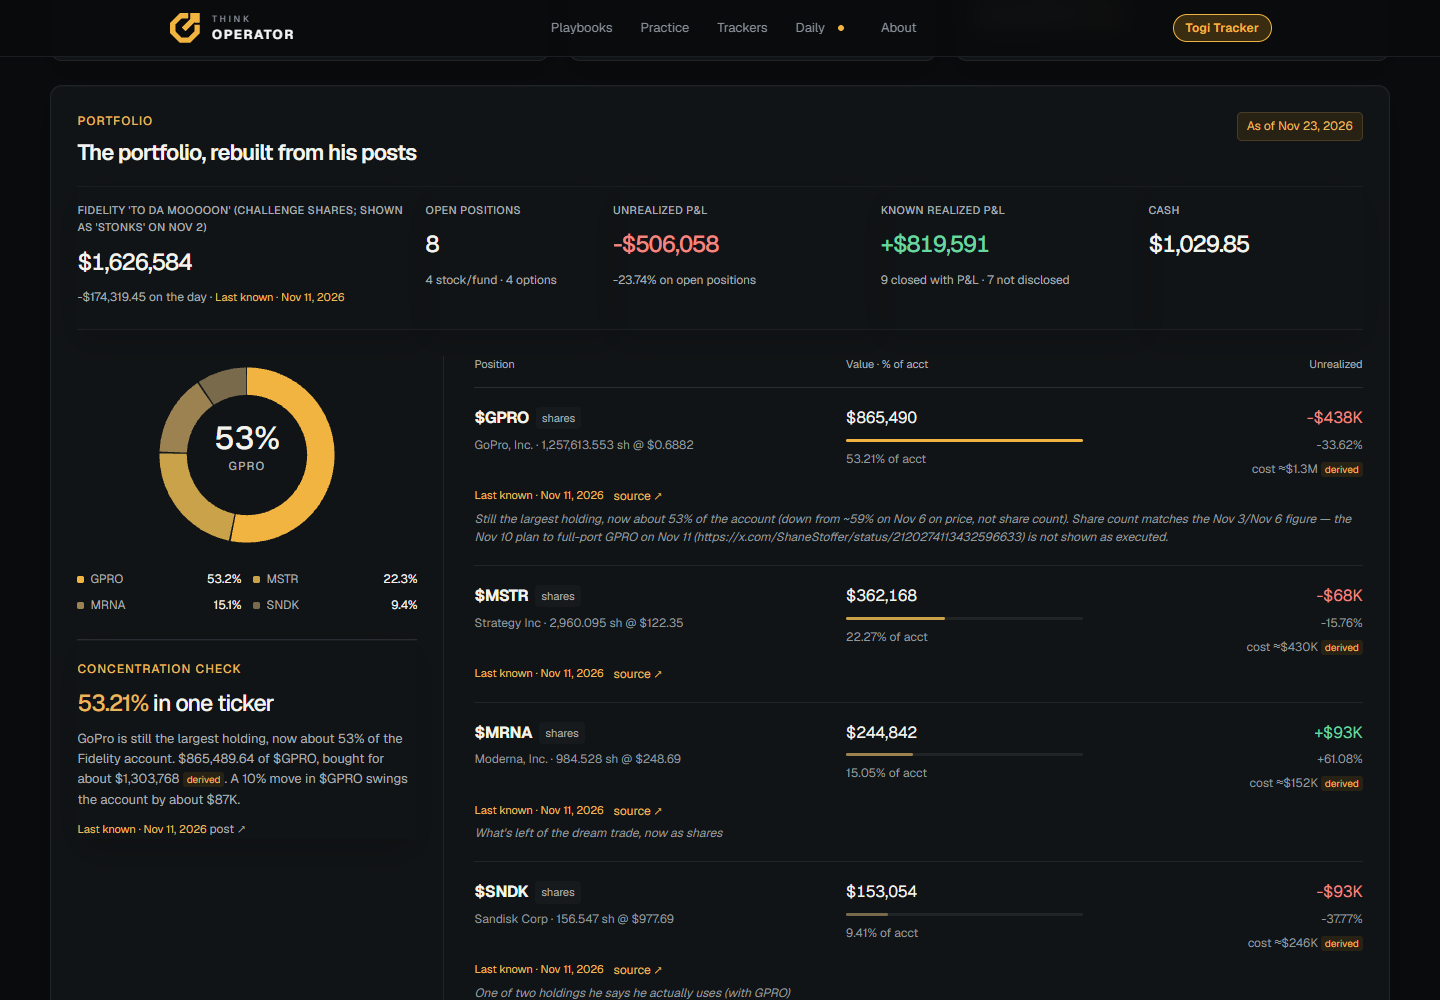 THINK
OPERATOR
Playbooks
Practice
Trackers
Daily
About
Togi Tracker
PORTFOLIO
The portfolio, rebuilt from his posts
As of Nov 23, 2026
FIDELITY 'TO DA MOOOOON' (CHALLENGE SHARES; SHOWN
AS 'STONKS' ON NOV 2)
$1,626,584
-$174,319.45 on the day · Last known · Nov 11, 2026
OPEN POSITIONS
8
4 stock/fund · 4 options
UNREALIZED P&L
-$506,058
-23.74% on open positions
KNOWN REALIZED P&L
+$819,591
9 closed with P&L · 7 not disclosed
CASH
$1,029.85
53%
GPRO
GPRO 53.2%
MSTR 22.3%
MRNA 15.1%
SNDK 9.4%
CONCENTRATION CHECK
53.21% in one ticker
GoPro is still the largest holding, now about 53% of the
Fidelity account. $865,489.64 of $GPRO, bought for
about $1,303,768 derived . A 10% move in $GPRO swings
the account by about $87K.
Last known · Nov 11, 2026 post ↗
Position
Value · % of acct
Unrealized
$GPRO shares
$865,490
-$438K
GoPro, Inc. · 1,257,613.553 sh @ $0.6882
53.21% of acct
-33.62%
cost ≈$1.3M derived
Last known · Nov 11, 2026 source ↗
Still the largest holding, now about 53% of the account (down from ~59% on Nov 6 on price, not share count). Share count matches the Nov 3/Nov 6 figure — the
Nov 10 plan to full-port GPRO on Nov 11 (https://x.com/ShaneStoffer/status/2120274113432596633) is not shown as executed.
$MSTR shares
$362,168
-$68K
Strategy Inc · 2,960.095 sh @ $122.35
22.27% of acct
-15.76%
cost ≈$430K derived
Last known · Nov 11, 2026 source ↗
$MRNA shares
$244,842
+$93K
Moderna, Inc. · 984.528 sh @ $248.69
15.05% of acct
+61.08%
cost ≈$152K derived
Last known · Nov 11, 2026 source ↗
What's left of the dream trade, now as shares
$SNDK shares
$153,054
-$93K
Sandisk Corp · 156.547 sh @ $977.69
9.41% of acct
-37.77%
cost ≈$246K derived
Last known · Nov 11, 2026 source ↗
One of two holdings he says he actually uses (with GPRO)